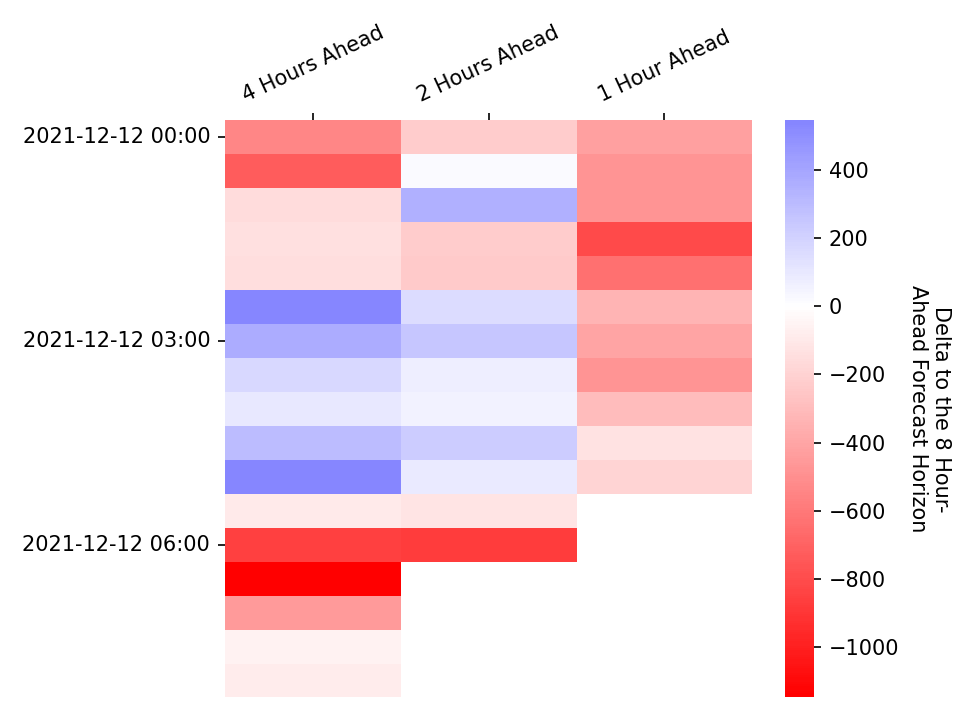 4 Hours Ahead
2 Hours Ahead
1 Hour Ahead
2021-12-12 00:00
2021-12-12 03:00
2021-12-12 06:00
400
200
0
−200
−400
−600
−800
−1000
Delta to the 8 Hour-
Ahead Forecast Horizon